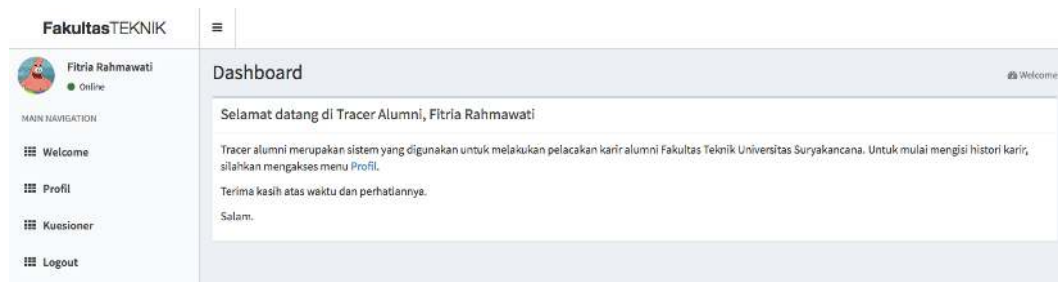 FakultasTEKNIK
Fitria Rahmawati
Online
MAIN NAVIGATION
Welcome
Profil
Kuesioner
Logout
Dashboard
Welcome
Selamat datang di Tracer Alumni, Fitria Rahmawati
Tracer alumni merupakan sistem yang digunakan untuk melakukan pelacakan karir alumni Fakultas Teknik Universitas Suryakancana. Untuk mulai mengisi histori karir,
silahkan mengakses menu Profil.
Terima kasih atas waktu dan perhatiannya.
Salam.